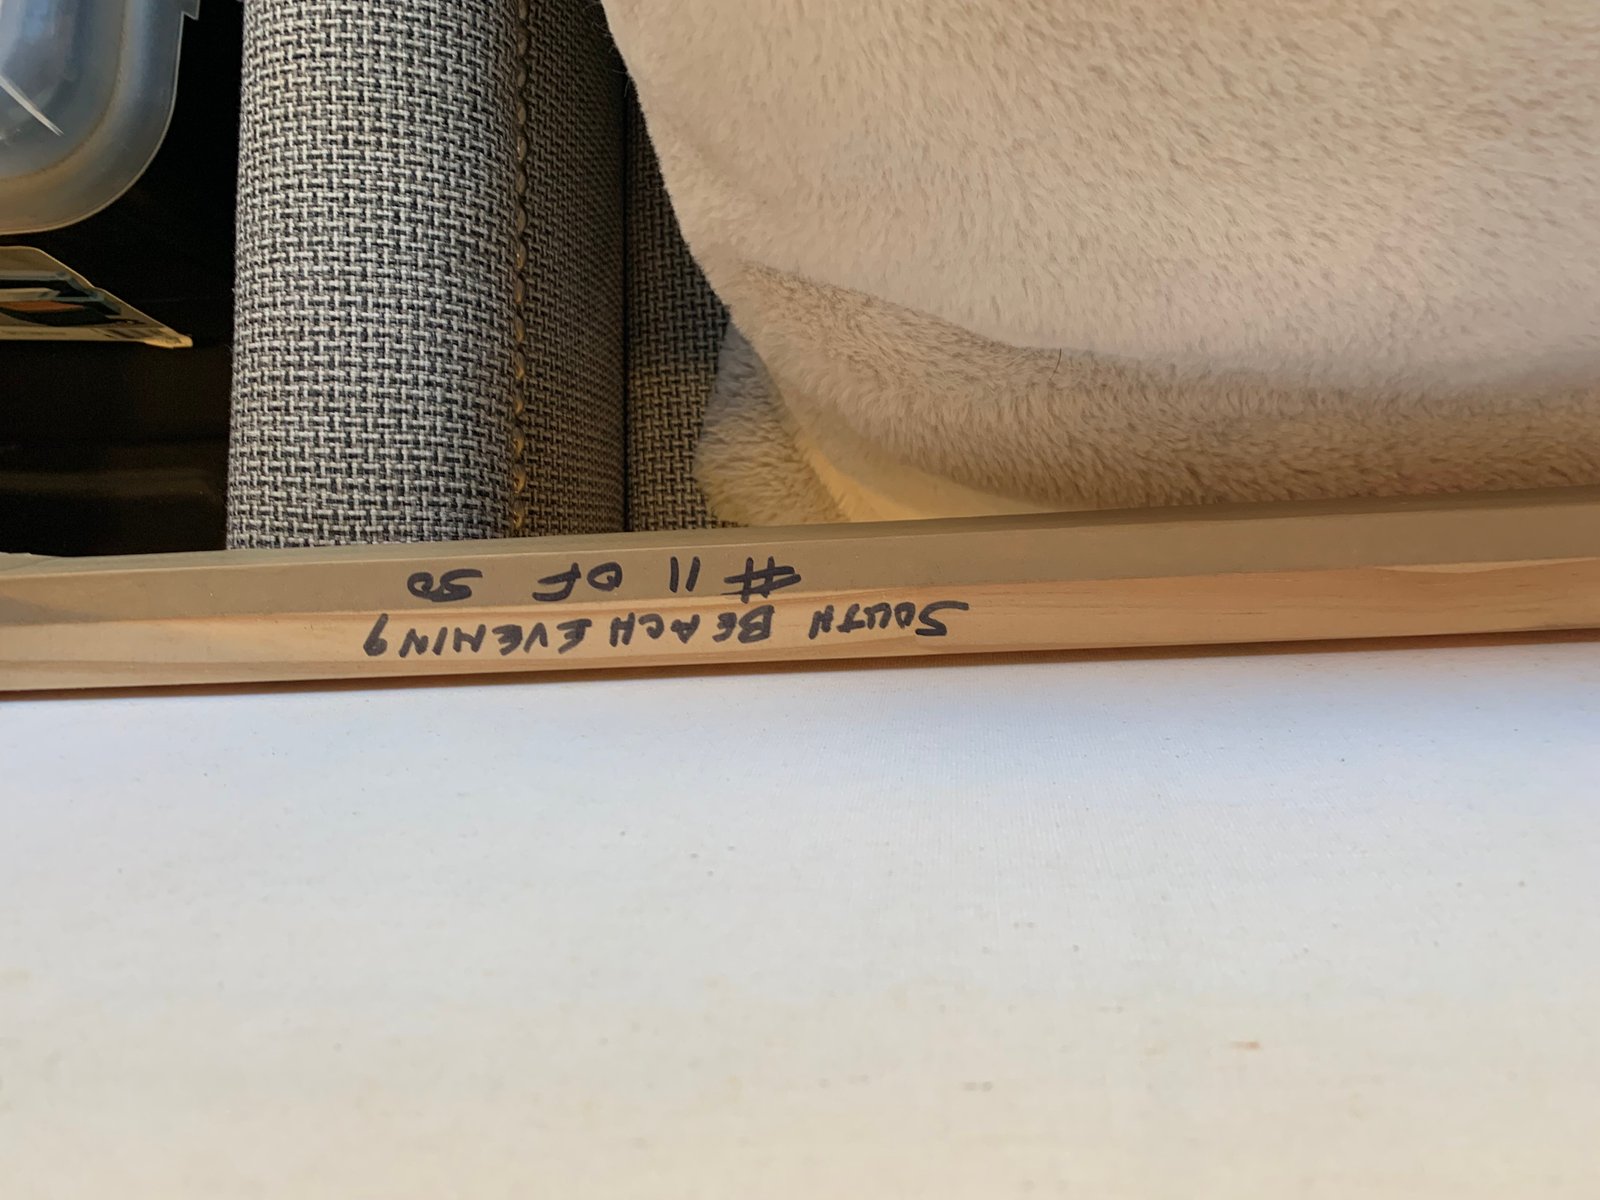 SOUTH BEACH EVENING
# 11 OF 50